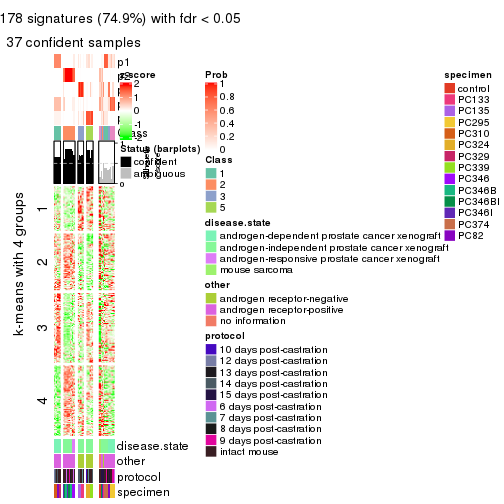 178 signatures (74.9%) with fdr < 0.05
37 confident samples
p1
z-score
2
1
0
-1
-2
Status (barplots)
confident
ambiguous
k-means with 4 groups
1
2
3
4
disease.state
other
protocol
specimen
Prob
1
0.8
0.6
0.4
0.2
0
Class
1
2
3
5
disease.state
androgen-dependent prostate cancer xenograft
androgen-independent prostate cancer xenograft
androgen-responsive prostate cancer xenograft
mouse sarcoma
other
androgen receptor-negative
androgen receptor-positive
no information
protocol
10 days post-castration
12 days post-castration
13 days post-castration
14 days post-castration
15 days post-castration
6 days post-castration
7 days post-castration
8 days post-castration
9 days post-castration
intact mouse
specimen
control
PC133
PC135
PC295
PC310
PC324
PC329
PC339
PC346
PC346B
PC346BI
PC346I
PC374
PC82